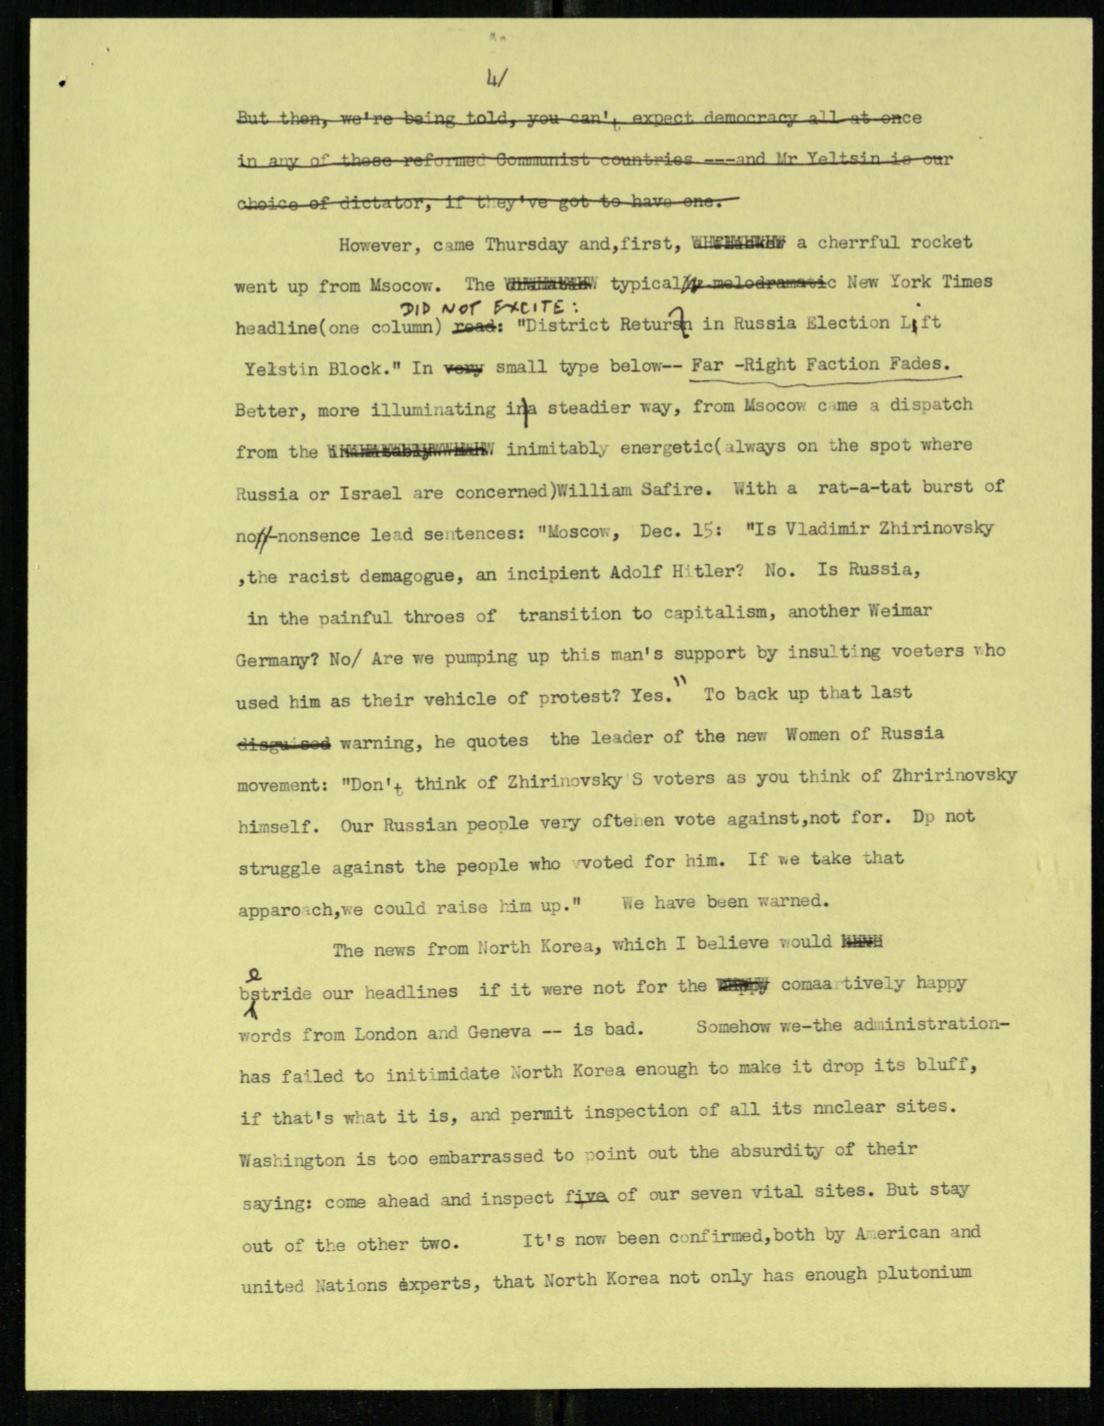 4/
But then, we're being told, you can't expect democracy all at once
in any of these reformed Communist countries ---and Mr Yeltsin is our
choice of dictator, if they've got to have one.
However, came Thursday and,first, a cherrful rocket
went up from Msocow. The typically melodramatic New York Times
DID NOT EXCITE:
headline(one column) read: "District Returns in Russia Election Lift
Yelstin Block." In very small type below-- Far -Right Faction Fades.
Better, more illuminating in a steadier way, from Msocow came a dispatch
from the inimitably energetic(always on the spot where
Russia or Israel are concerned)William Safire. With a rat-a-tat burst of
no-nonsence lead sentences: "Moscow, Dec. 15: "Is Vladimir Zhirinovsky
,the racist demagogue, an incipient Adolf Hitler? No. Is Russia,
in the painful throes of transition to capitalism, another Weimar
Germany? No/ Are we pumping up this man's support by insulting voeters who
used him as their vehicle of protest? Yes." To back up that last
disguised warning, he quotes the leader of the new Women of Russia
movement: "Don't think of Zhirinovsky'S voters as you think of Zhririnovsky
himself. Our Russian people very oftehen vote against,not for. Dp not
struggle against the people who vvoted for him. If we take that
apparoach,we could raise him up." We have been warned.
The news from North Korea, which I believe would
e
bstride our headlines if it were not for the happy comaartively happy
words from London and Geneva -- is bad. Somehow we-the administration-
has failed to initimidate North Korea enough to make it drop its bluff,
if that's what it is, and permit inspection of all its nnclear sites.
Washington is too embarrassed to point out the absurdity of their
saying: come ahead and inspect five of our seven vital sites. But stay
out of the other two. It's now been confirmed,both by American and
united Nations experts, that North Korea not only has enough plutonium